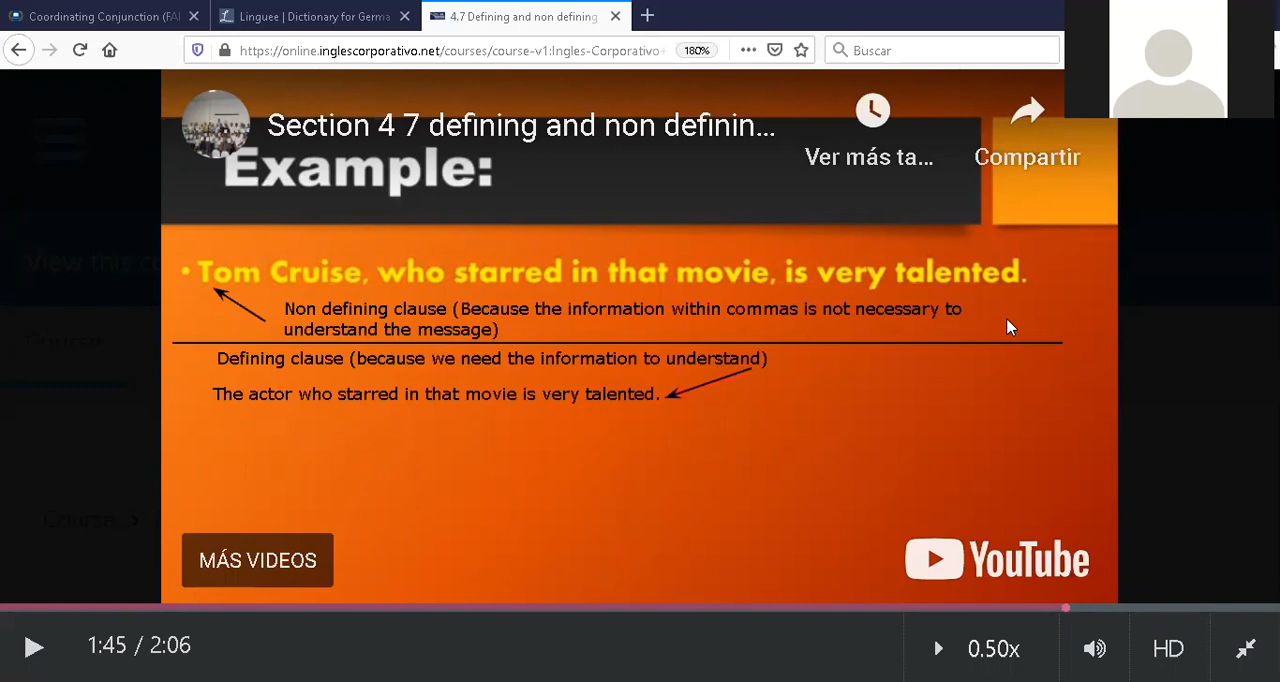 Coordinating Conjunction (FA
Linguee | Dictionary for Germa
4.7 Defining and non defining
https://online.inglescorporativo.net/courses/course-v1:Ingles-Corporativo+
180%
Buscar
Section 4 7 defining and non definin...
Ver más ta...
Compartir
Example:
• Tom Cruise, who starred in that movie, is very talented.
Non defining clause (Because the information within commas is not necessary to
understand the message)
Defining clause (because we need the information to understand)
The actor who starred in that movie is very talented.
View this co
Course
MÁS VIDEOS
YouTube
1:45 / 2:06
0.50x
HD